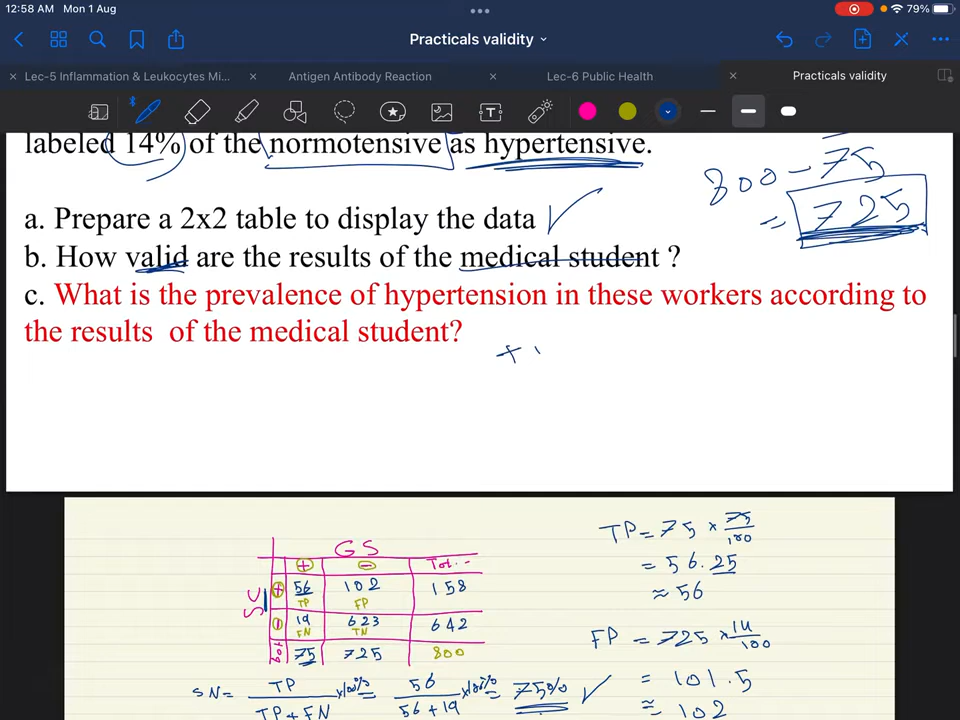 12:58 AM Mon 1 Aug
79%
Practicals validity
Lec-5 Inflammation & Leukocytes Mi...
Antigen Antibody Reaction
Lec-6 Public Health
Practicals validity
labeled 14% of the normotensive as hypertensive.
800 - 75
= 725
a. Prepare a 2x2 table to display the data
b. How valid are the results of the medical student ?
c. What is the prevalence of hypertension in these workers according to
the results of the medical student?
+
GS
+ - Tot..
SC
+ 56 102 158
TP FP
- 19 623 642
FN TN
tot 75 725 800
SN = TP / TP + FN x100% = 56 / 56 + 19 x100% = 75%
TP = 75 x 75/100
= 56.25
≈ 56
FP = 725 x 14/100
= 101.5
≈ 102